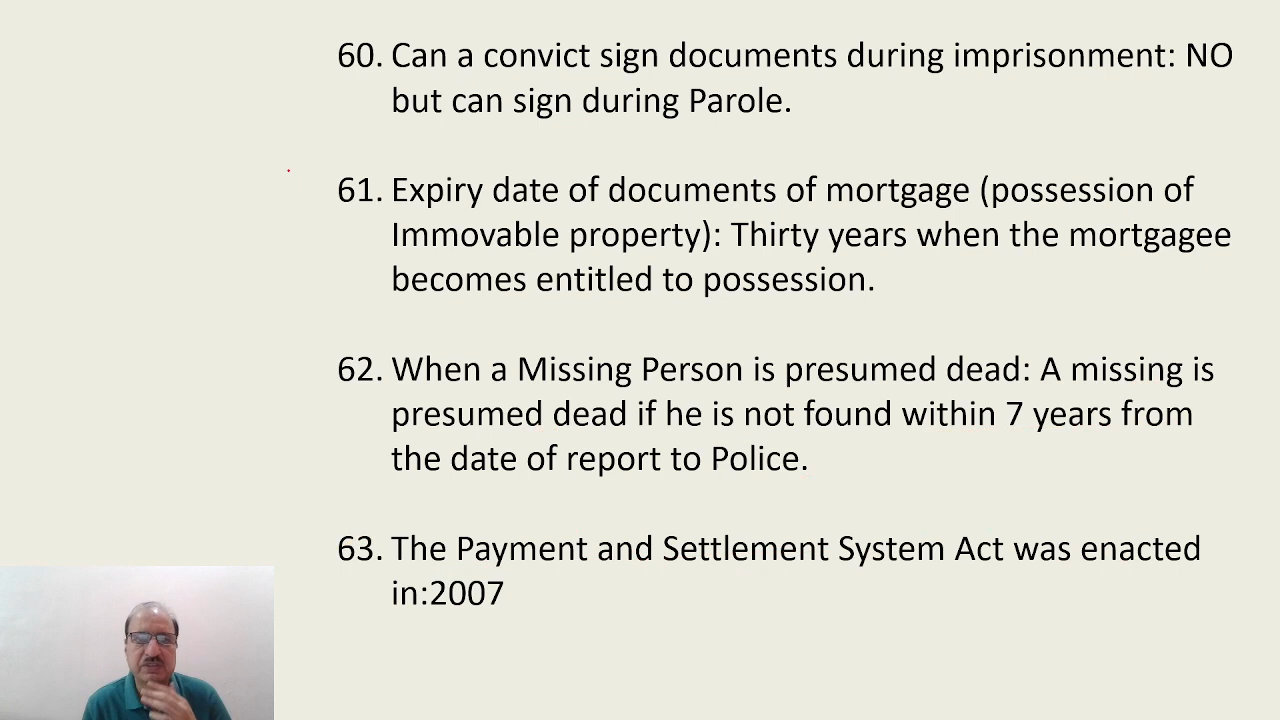 60. Can a convict sign documents during imprisonment: NO
but can sign during Parole.
61. Expiry date of documents of mortgage (possession of
Immovable property): Thirty years when the mortgagee
becomes entitled to possession.
62. When a Missing Person is presumed dead: A missing is
presumed dead if he is not found within 7 years from
the date of report to Police.
63. The Payment and Settlement System Act was enacted
in:2007